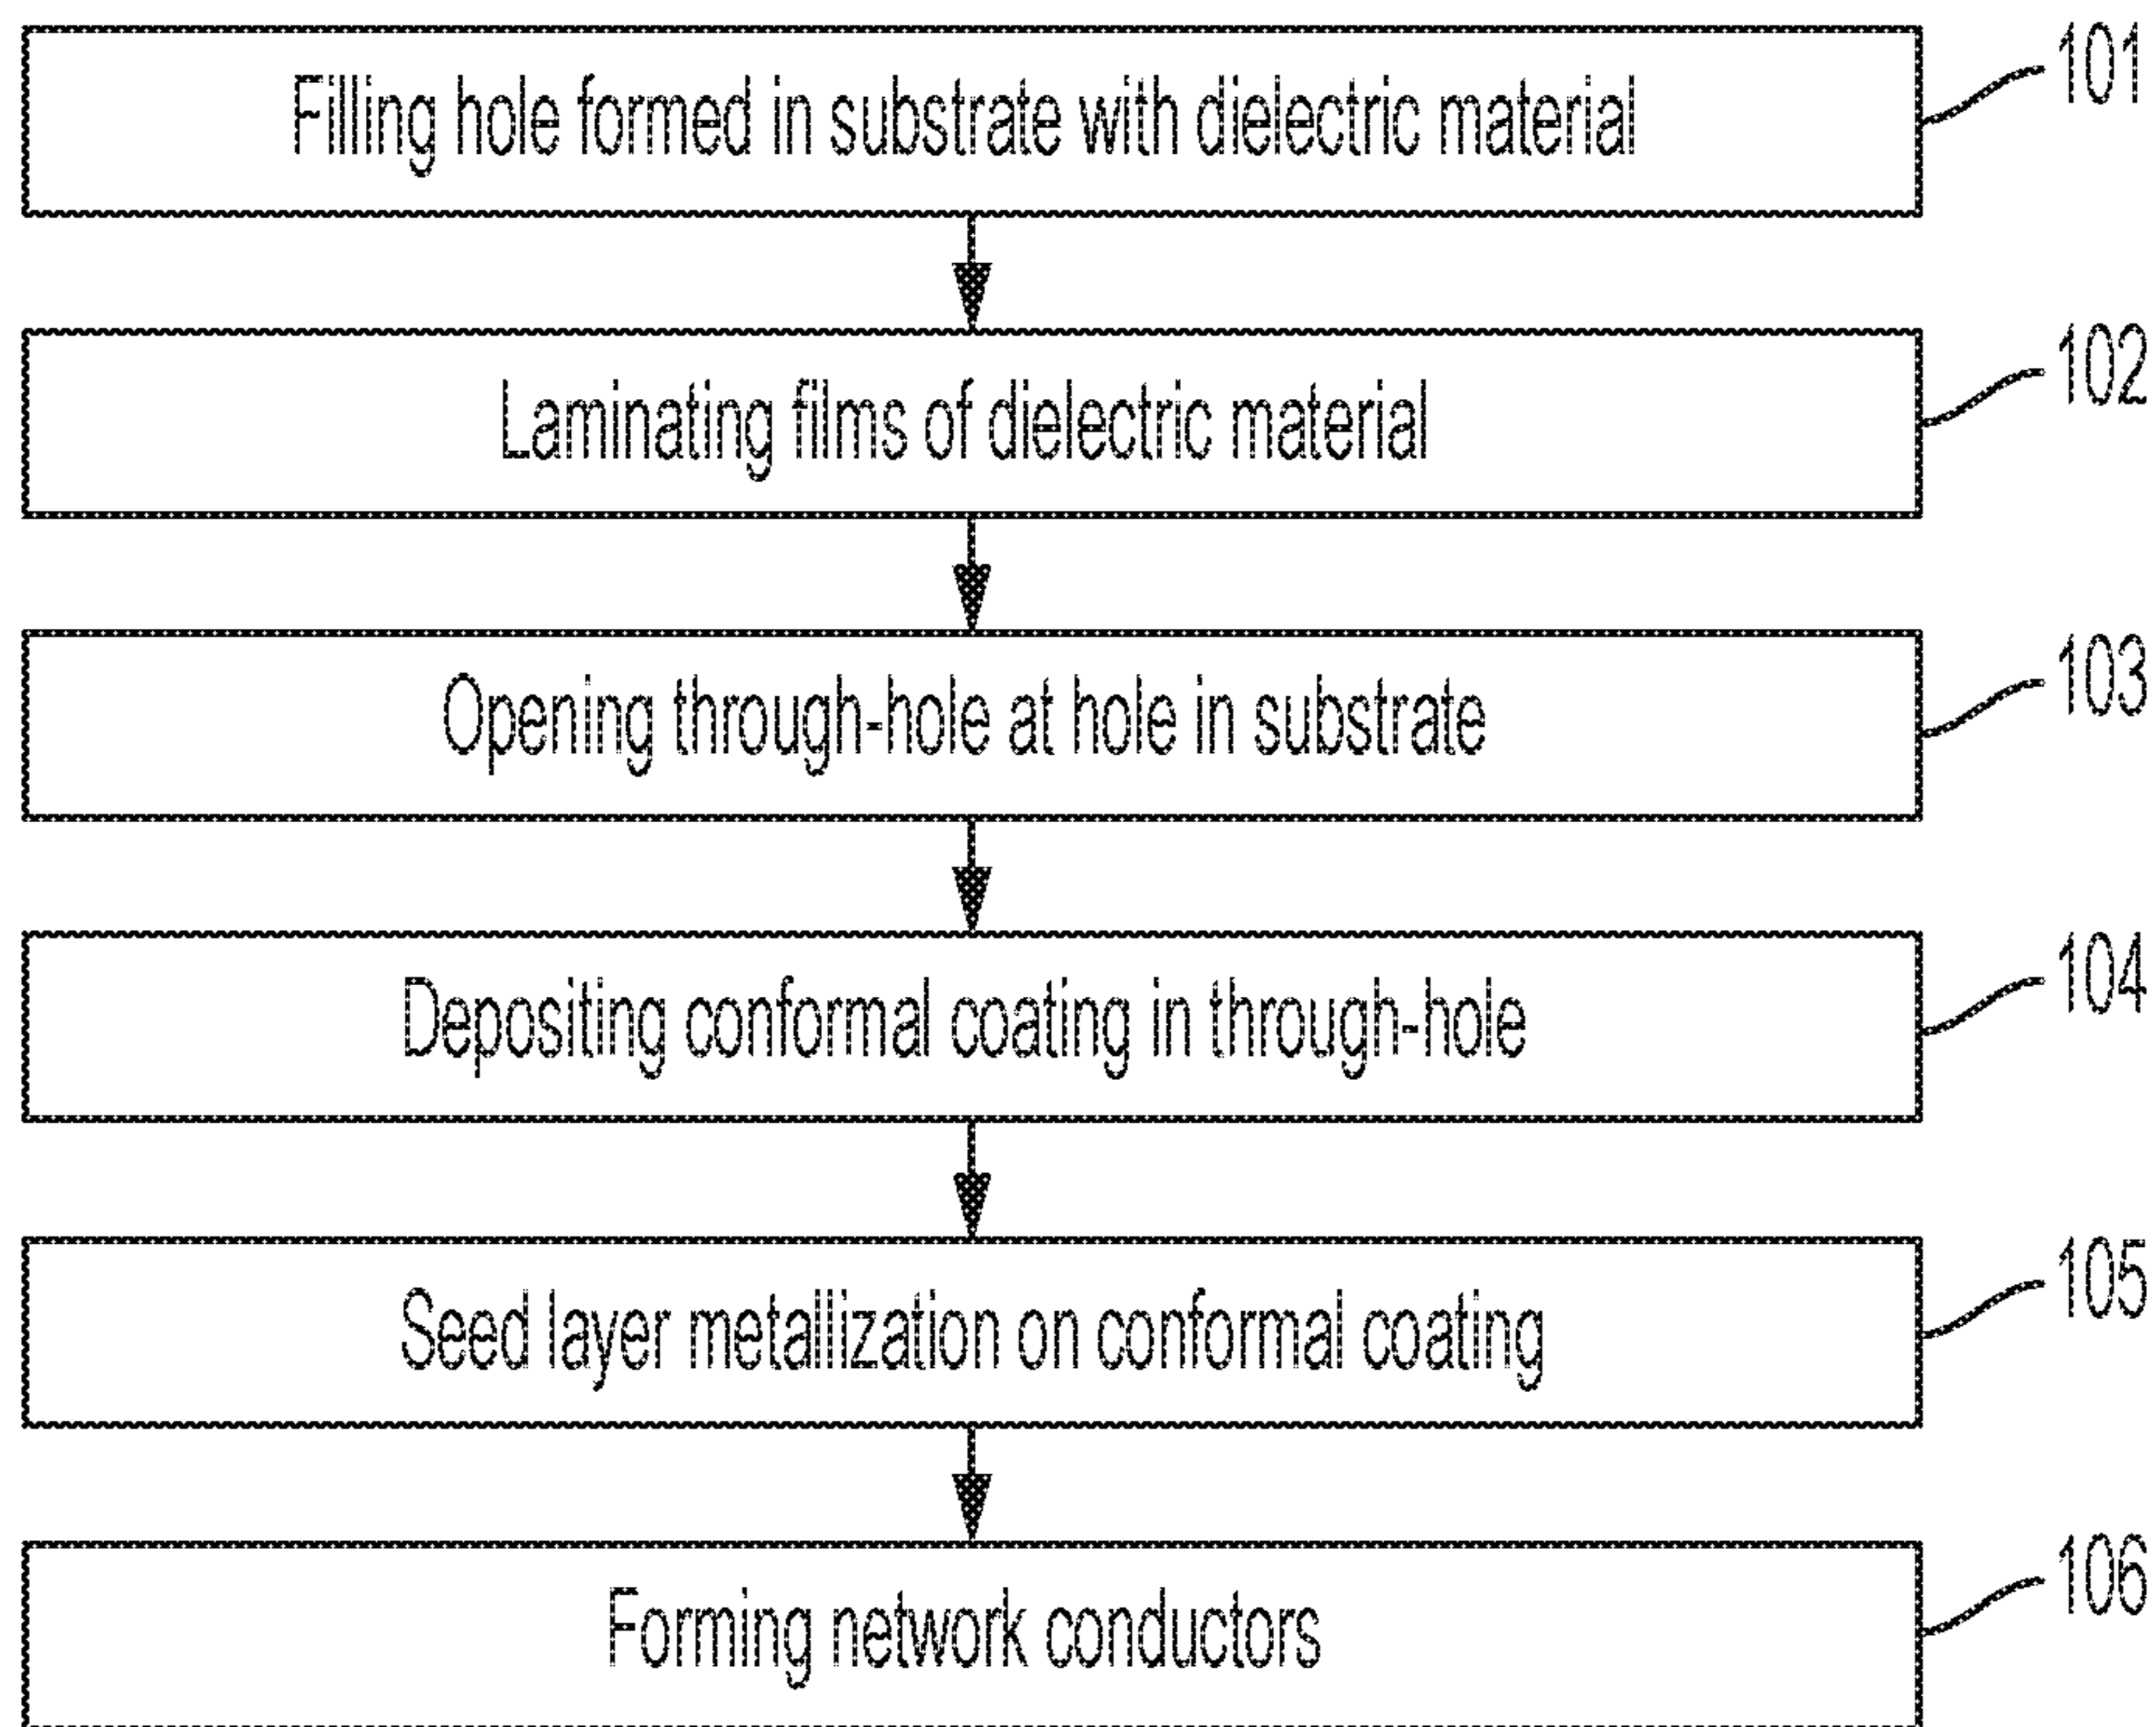 Filling hole formed in substrate with dielectric material
101
Laminating films of dielectric material
102
Opening through-hole at hole in substrate
103
Depositing conformal coating in through-hole
104
Seed layer metallization on conformal coating
105
Forming network conductors
106